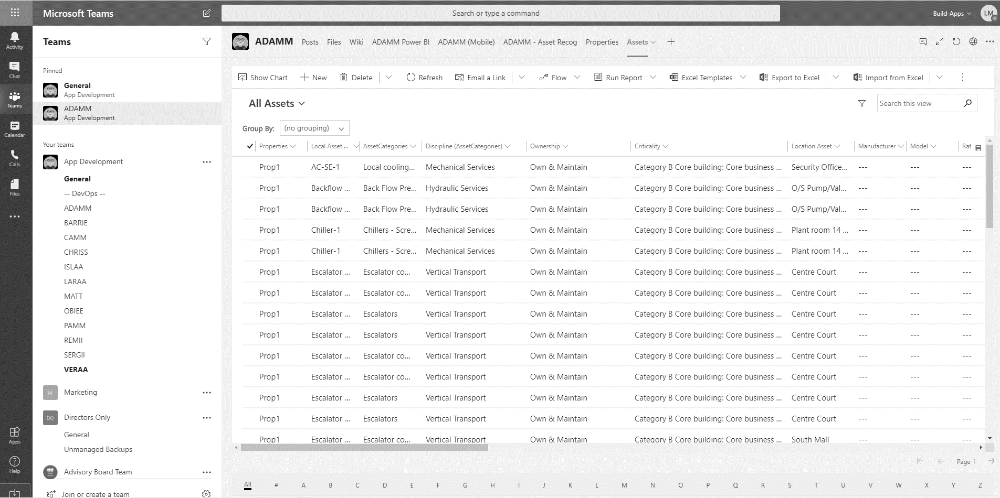 Microsoft Teams
Search or type a command
Build-Apps
LM
Activity
Chat
Teams
Calendar
Calls
Files
Apps
Help
Teams
Pinned
General
App Development
ADAMM
App Development
Your teams
App Development
General
-- DevOps --
ADAMM
BARRIE
CAMM
CHRISS
ISLAA
LARAA
MATT
OBIEE
PAMM
REMII
SERGII
VERAA
M Marketing
DO Directors Only
General
Unmanaged Backups
Advisory Board Team
Join or create a team
ADAMM Posts Files Wiki ADAMM Power BI ADAMM (Mobile) ADAMM - Asset Recog Properties Assets
Show Chart New Delete Refresh Email a Link Flow Run Report Excel Templates Export to Excel Import from Excel
All Assets
Search this view
Group By: (no grouping)
Properties Local Asset ... AssetCategories Discipline (AssetCategories) Ownership Criticality Location Asset Manufacturer Model Rat
Prop1 AC-SE-1 Local cooling... Mechanical Services Own & Maintain Category B Core building: Core business ... Security Office... --- --- ---
Prop1 Backflow ... Back Flow Pre... Hydraulic Services Own & Maintain Category B Core building: Core business ... O/S Pump/Val... --- --- ---
Prop1 Backflow ... Back Flow Pre... Hydraulic Services Own & Maintain Category B Core building: Core business ... O/S Pump/Val... --- --- ---
Prop1 Chiller-1 Chillers - Scre... Mechanical Services Own & Maintain Category B Core building: Core business ... Plant room 14 ... --- --- ---
Prop1 Chiller-1 Chillers - Scre... Mechanical Services Own & Maintain Category B Core building: Core business ... Plant room 14 ... --- --- ---
Prop1 Escalator ... Escalator co... Vertical Transport Own & Maintain Category B Core building: Core business ... Centre Court --- --- ---
Prop1 Escalator ... Escalator co... Vertical Transport Own & Maintain Category B Core building: Core business ... Centre Court --- --- ---
Prop1 Escalator ... Escalators Vertical Transport Own & Maintain Category B Core building: Core business ... Centre Court --- --- ---
Prop1 Escalator ... Escalators Vertical Transport Own & Maintain Category B Core building: Core business ... Centre Court --- --- ---
Prop1 Escalator ... Escalator co... Vertical Transport Own & Maintain Category B Core building: Core business ... Centre Court --- --- ---
Prop1 Escalator ... Escalator co... Vertical Transport Own & Maintain Category B Core building: Core business ... Centre Court --- --- ---
Prop1 Escalator ... Escalators Vertical Transport Own & Maintain Category B Core building: Core business ... Centre Court --- --- ---
Prop1 Escalator ... Escalators Vertical Transport Own & Maintain Category B Core building: Core business ... Centre Court --- --- ---
Prop1 Escalator ... Escalator co... Vertical Transport Own & Maintain Category B Core building: Core business ... South Mall --- --- ---
Page 1
All # A B C D E F G H I J K L M N O P Q R S T U V W X Y Z